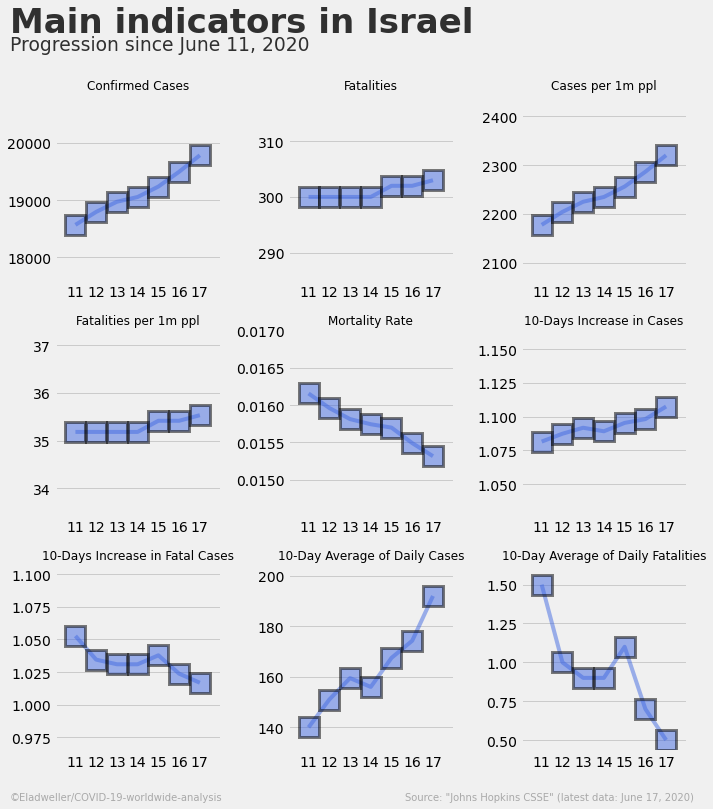 Main indicators in Israel
Progression since June 11, 2020
Confirmed Cases
20000
19000
18000
11 12 13 14 15 16 17
Fatalities
310
300
290
11 12 13 14 15 16 17
Cases per 1m ppl
2400
2300
2200
2100
11 12 13 14 15 16 17
Fatalities per 1m ppl
37
36
35
34
11 12 13 14 15 16 17
Mortality Rate
0.0170
0.0165
0.0160
0.0155
0.0150
11 12 13 14 15 16 17
10-Days Increase in Cases
1.150
1.125
1.100
1.075
1.050
11 12 13 14 15 16 17
10-Days Increase in Fatal Cases
1.100
1.075
1.050
1.025
1.000
0.975
11 12 13 14 15 16 17
10-Day Average of Daily Cases
200
180
160
140
11 12 13 14 15 16 17
10-Day Average of Daily Fatalities
1.50
1.25
1.00
0.75
0.50
11 12 13 14 15 16 17
©Eladweller/COVID-19-worldwide-analysis
Source: "Johns Hopkins CSSE" (latest data: June 17, 2020)